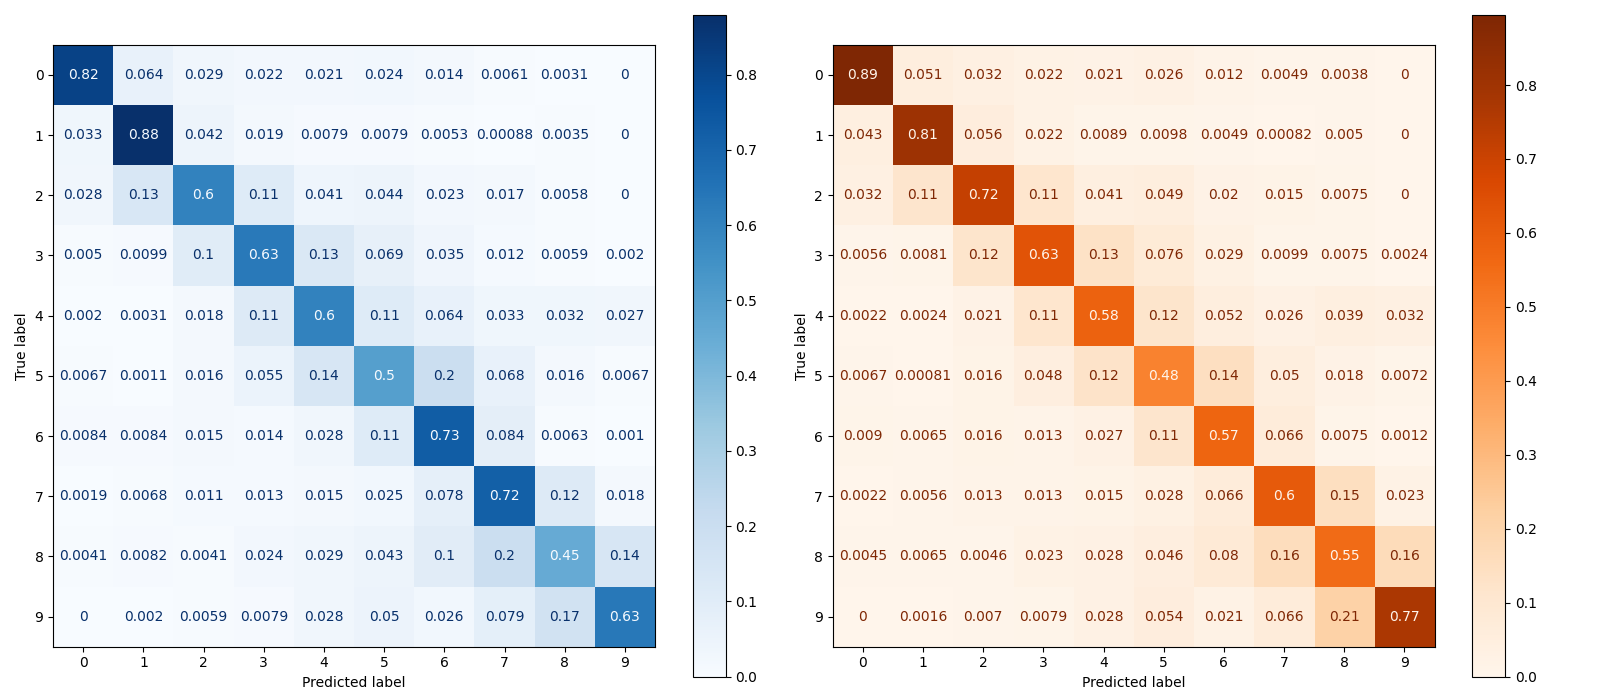 0 0.82 0.064 0.029 0.022 0.021 0.024 0.014 0.0061 0.0031 0
1 0.033 0.88 0.042 0.019 0.0079 0.0079 0.0053 0.00088 0.0035 0
2 0.028 0.13 0.6 0.11 0.041 0.044 0.023 0.017 0.0058 0
3 0.005 0.0099 0.1 0.63 0.13 0.069 0.035 0.012 0.0059 0.002
4 0.002 0.0031 0.018 0.11 0.6 0.11 0.064 0.033 0.032 0.027
5 0.0067 0.0011 0.016 0.055 0.14 0.5 0.2 0.068 0.016 0.0067
6 0.0084 0.0084 0.015 0.014 0.028 0.11 0.73 0.084 0.0063 0.001
7 0.0019 0.0068 0.011 0.013 0.015 0.025 0.078 0.72 0.12 0.018
8 0.0041 0.0082 0.0041 0.024 0.029 0.043 0.1 0.2 0.45 0.14
9 0 0.002 0.0059 0.0079 0.028 0.05 0.026 0.079 0.17 0.63
0 1 2 3 4 5 6 7 8 9
Predicted label
True label
0.8
0.7
0.6
0.5
0.4
0.3
0.2
0.1
0.0
0 0.89 0.051 0.032 0.022 0.021 0.026 0.012 0.0049 0.0038 0
1 0.043 0.81 0.056 0.022 0.0089 0.0098 0.0049 0.00082 0.005 0
2 0.032 0.11 0.72 0.11 0.041 0.049 0.02 0.015 0.0075 0
3 0.0056 0.0081 0.12 0.63 0.13 0.076 0.029 0.0099 0.0075 0.0024
4 0.0022 0.0024 0.021 0.11 0.58 0.12 0.052 0.026 0.039 0.032
5 0.0067 0.00081 0.016 0.048 0.12 0.48 0.14 0.05 0.018 0.0072
6 0.009 0.0065 0.016 0.013 0.027 0.11 0.57 0.066 0.0075 0.0012
7 0.0022 0.0056 0.013 0.013 0.015 0.028 0.066 0.6 0.15 0.023
8 0.0045 0.0065 0.0046 0.023 0.028 0.046 0.08 0.16 0.55 0.16
9 0 0.0016 0.007 0.0079 0.028 0.054 0.021 0.066 0.21 0.77
0 1 2 3 4 5 6 7 8 9
Predicted label
True label
0.8
0.7
0.6
0.5
0.4
0.3
0.2
0.1
0.0